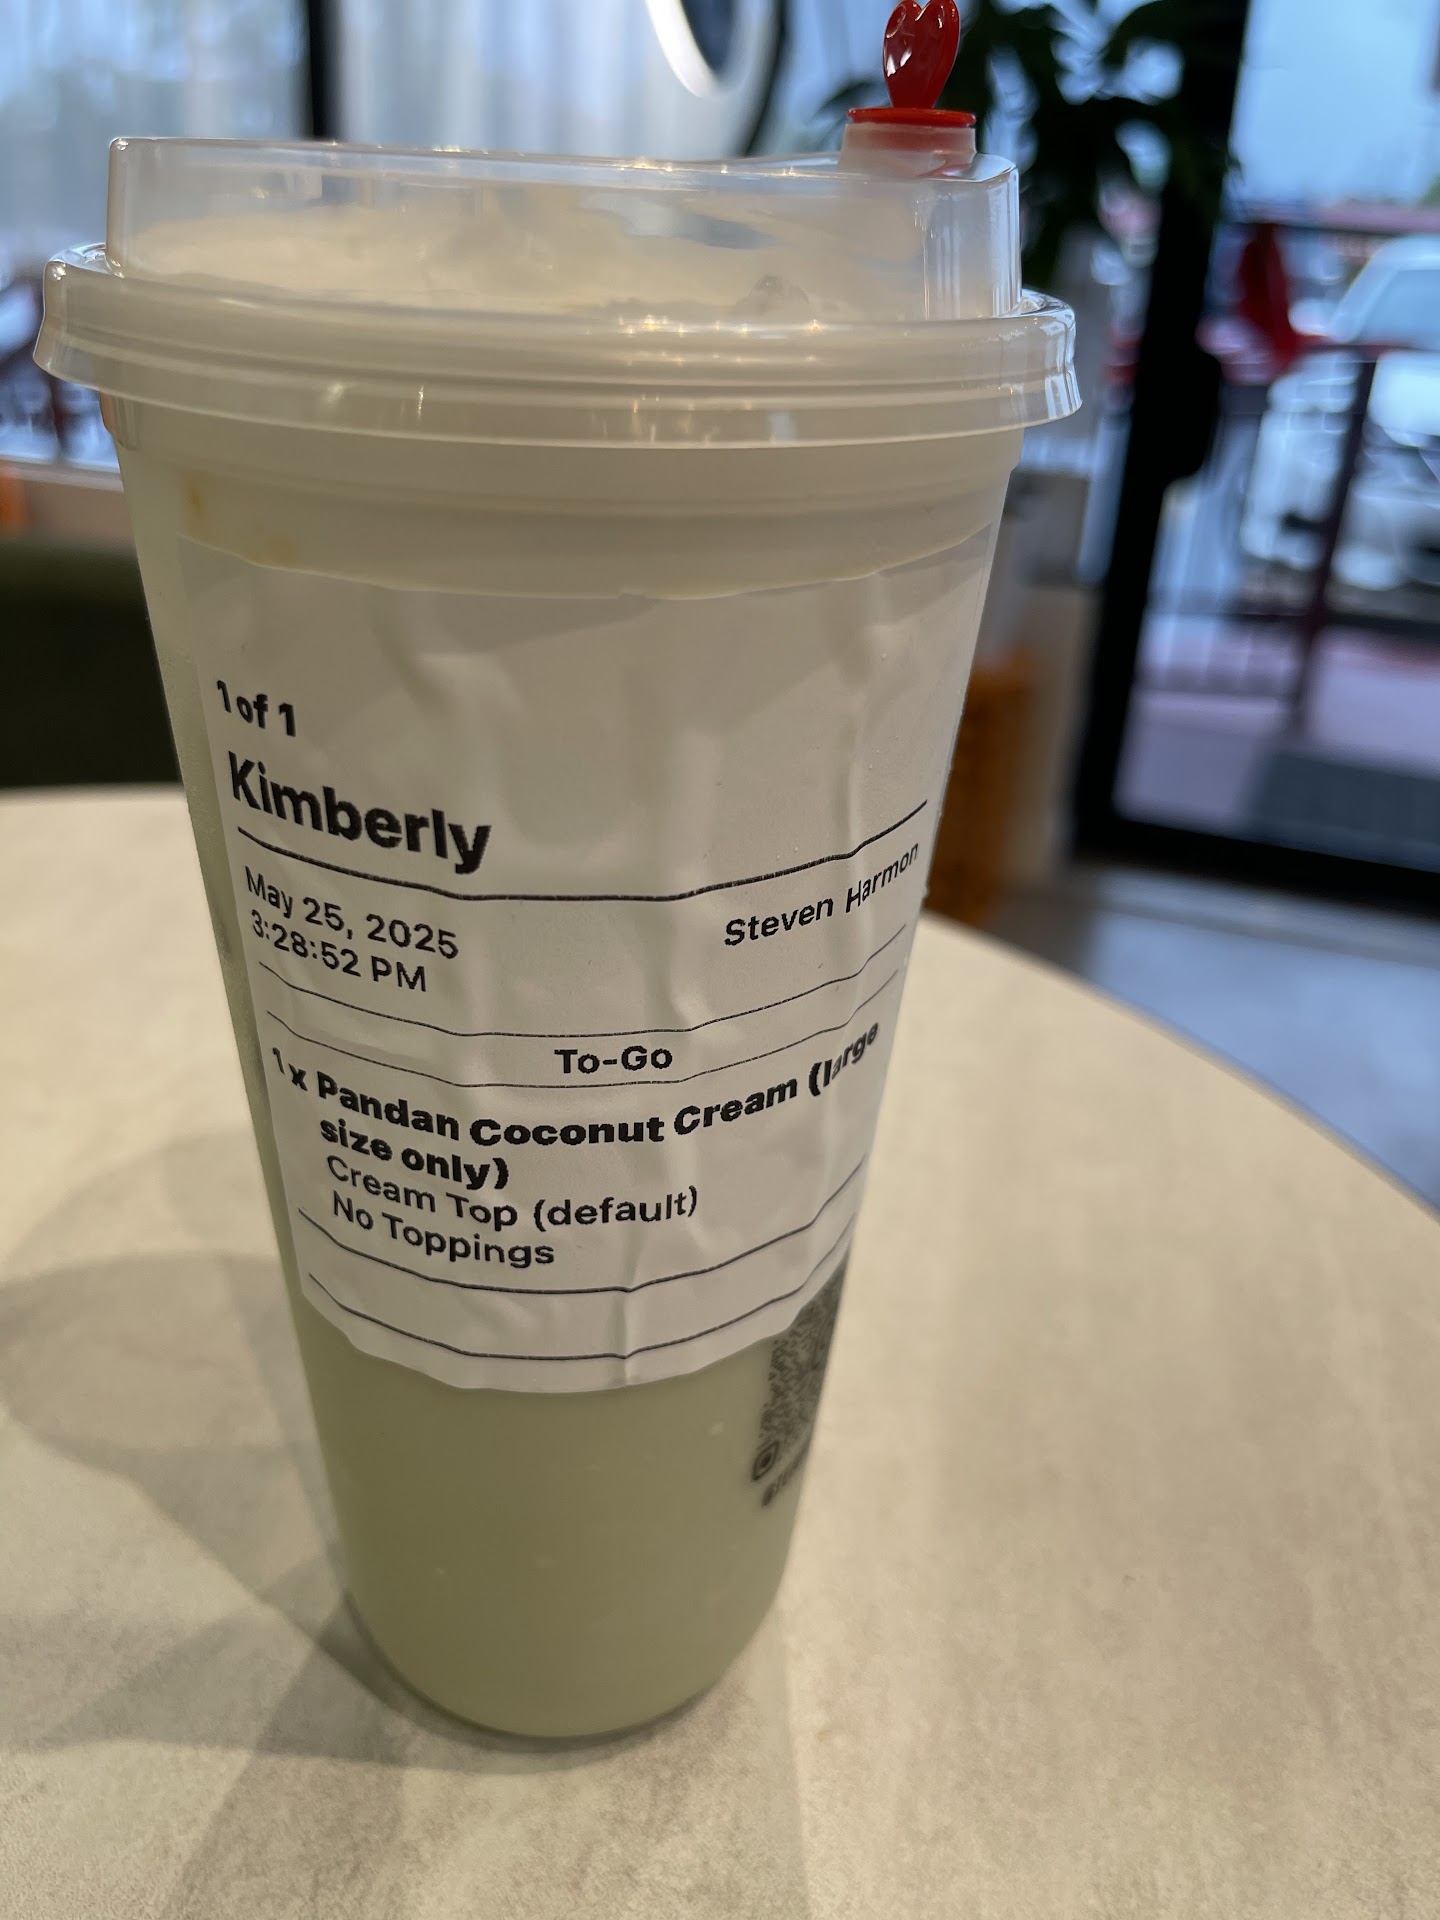 1 of 1
Kimberly
May 25, 2025
3:28:52 PM
Steven Harmon
To-Go
1 x Pandan Coconut Cream (large
size only)
Cream Top (default)
No Toppings